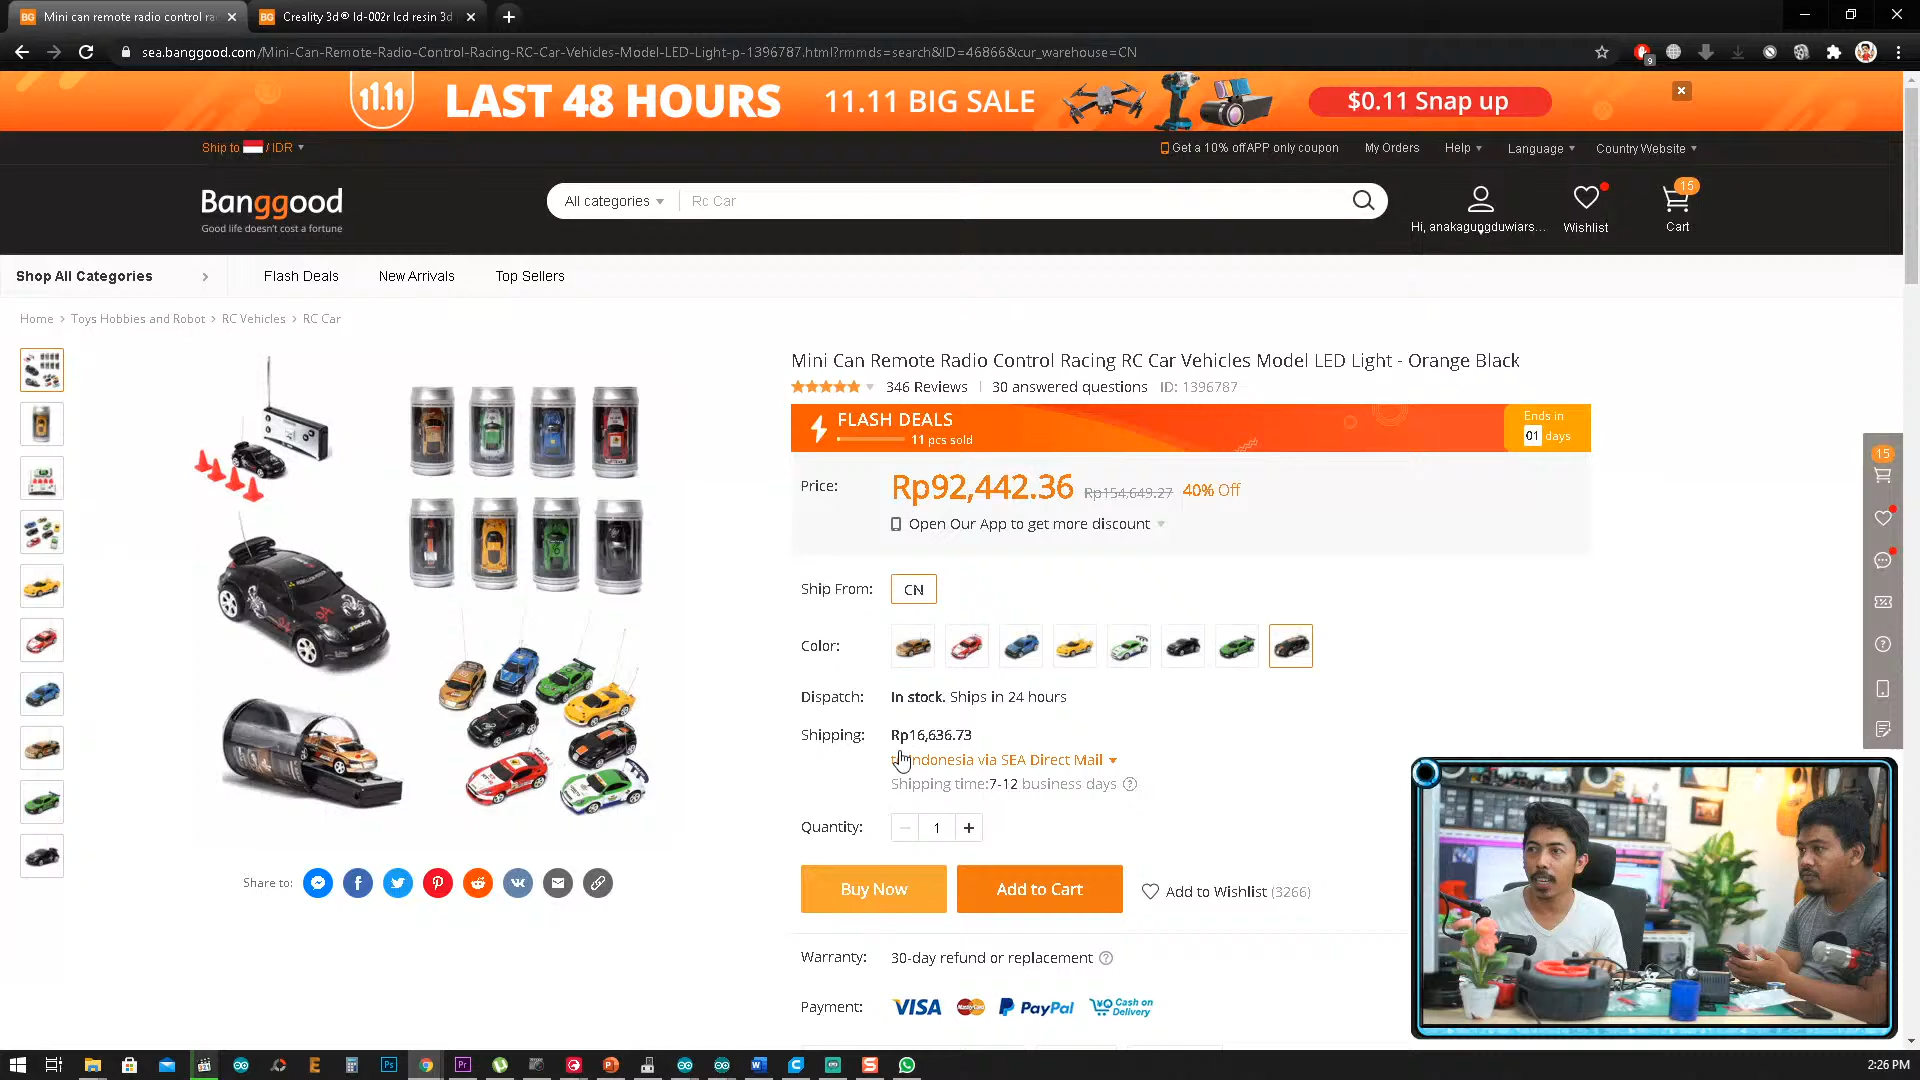 Mini can remote radio control ra
Creality 3d® ld-002r lcd resin 3d
sea.banggood.com/Mini-Can-Remote-Radio-Control-Racing-RC-Car-Vehicles-Model-LED-Light-p-1396787.html?rmmds=search&ID=46866&cur_warehouse=CN
9
11.11 LAST 48 HOURS 11.11 BIG SALE $0.11 Snap up
Ship to / IDR
Get a 10% off APP only coupon My Orders Help Language Country Website
Banggood
Good life doesn't cost a fortune
All categories Rc Car
Hi, anakagungduwiars... Wishlist 15 Cart
Shop All Categories Flash Deals New Arrivals Top Sellers
Home > Toys Hobbies and Robot > RC Vehicles > RC Car
Mini Can Remote Radio Control Racing RC Car Vehicles Model LED Light - Orange Black
346 Reviews | 30 answered questions ID: 1396787
FLASH DEALS
11 pcs sold
Ends in
01 days
Price: Rp92,442.36 Rp154,649.27 40% Off
Open Our App to get more discount
15
Ship From: CN
Color:
Dispatch: In stock. Ships in 24 hours
Shipping: Rp16,636.73
Indonesia via SEA Direct Mail
Shipping time:7-12 business days
Quantity: 1
Share to:
Buy Now Add to Cart Add to Wishlist (3266)
Warranty: 30-day refund or replacement
Payment: VISA MasterCard PayPal Cash on Delivery
2:26 PM